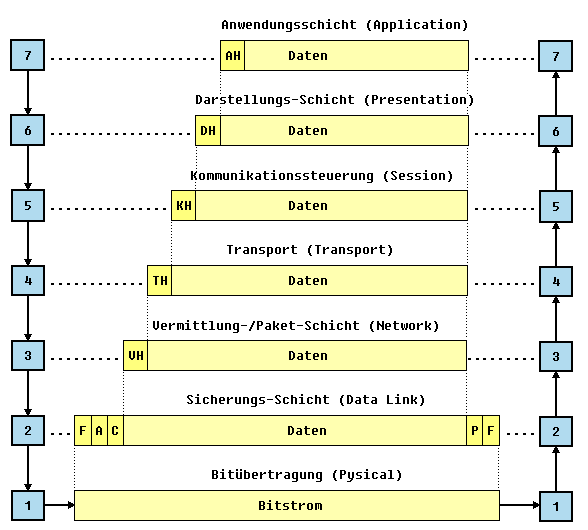 Anwendungsschicht (Application)
7 AH Daten 7
Darstellungs-Schicht (Presentation)
6 DH Daten 6
Kommunikationssteuerung (Session)
5 KH Daten 5
Transport (Transport)
4 TH Daten 4
Vermittlung-/Paket-Schicht (Network)
3 VH Daten 3
Sicherungs-Schicht (Data Link)
2 F A C Daten P F 2
Bitübertragung (Pysical)
1 Bitstrom 1